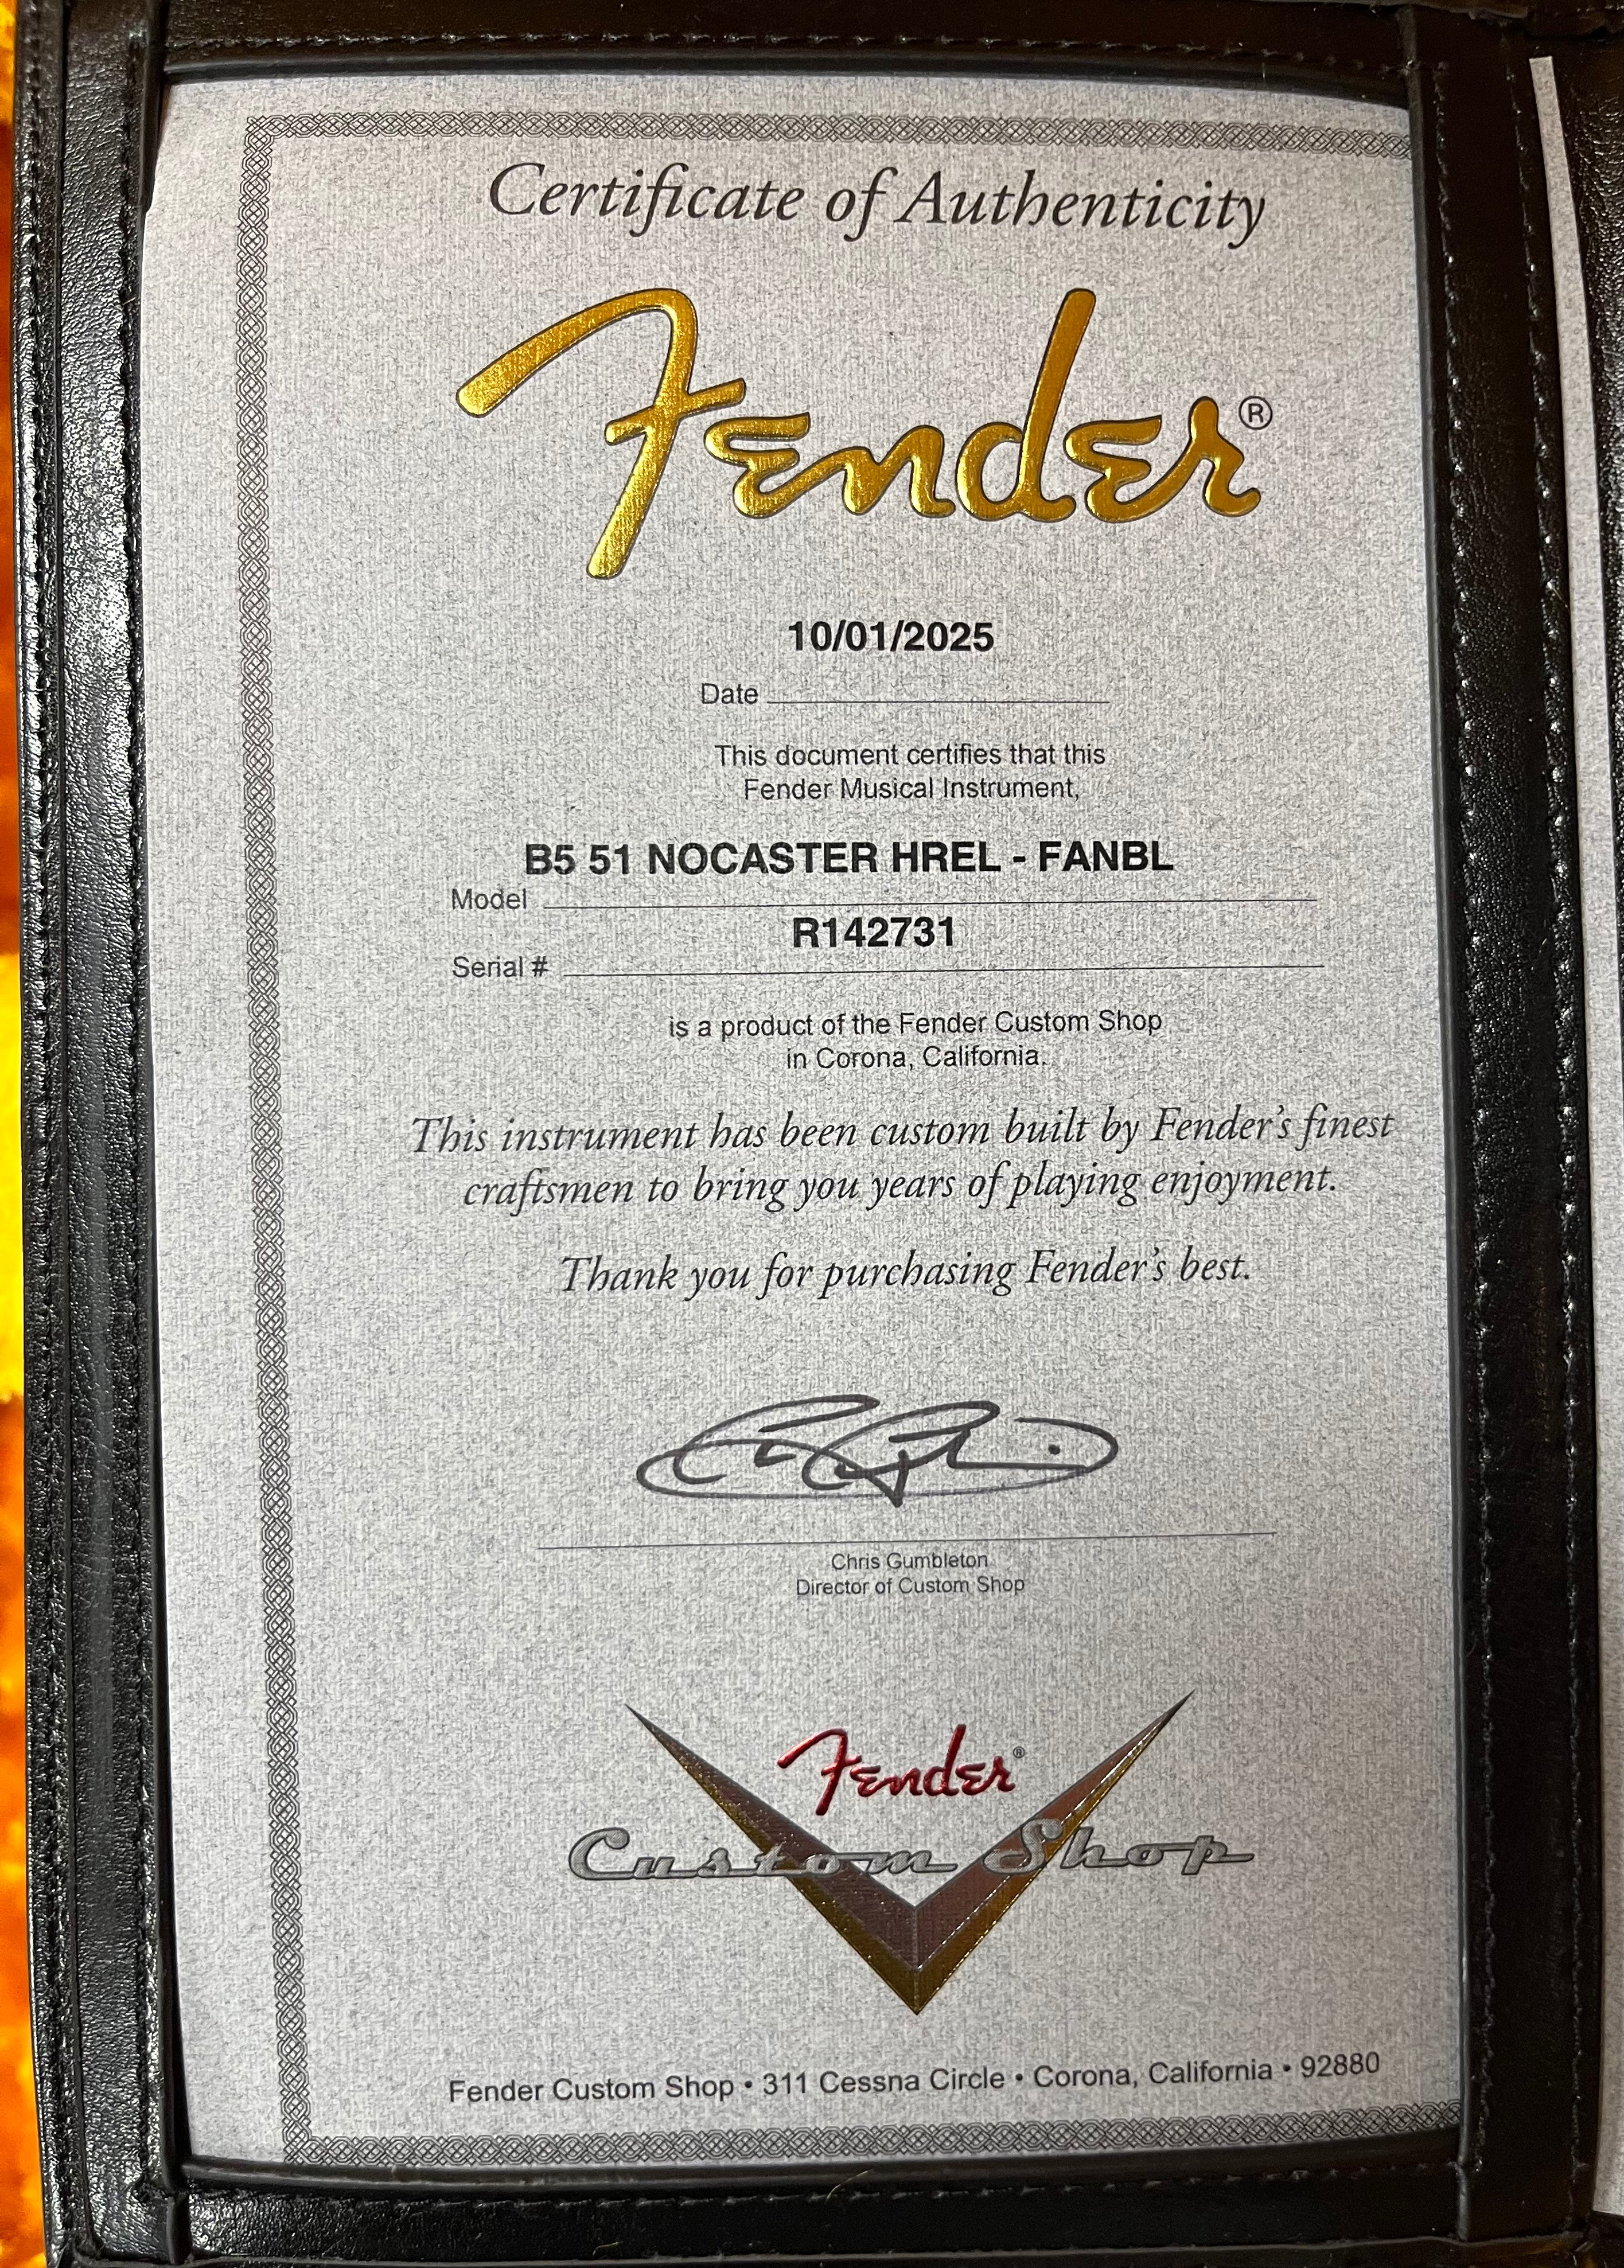 Certificate of Authenticity
Fender®
10/01/2025
Date
This document certifies that this
Fender Musical Instrument,
B5 51 NOCASTER HREL - FANBL
Model
R142731
Serial #
is a product of the Fender Custom Shop
in Corona, California.
This instrument has been custom built by Fender's finest
craftsmen to bring you years of playing enjoyment.
Thank you for purchasing Fender's best.
Chris Gumbleton
Director of Custom Shop
Fender®
Custom Shop
Fender Custom Shop • 311 Cessna Circle • Corona, California • 92880